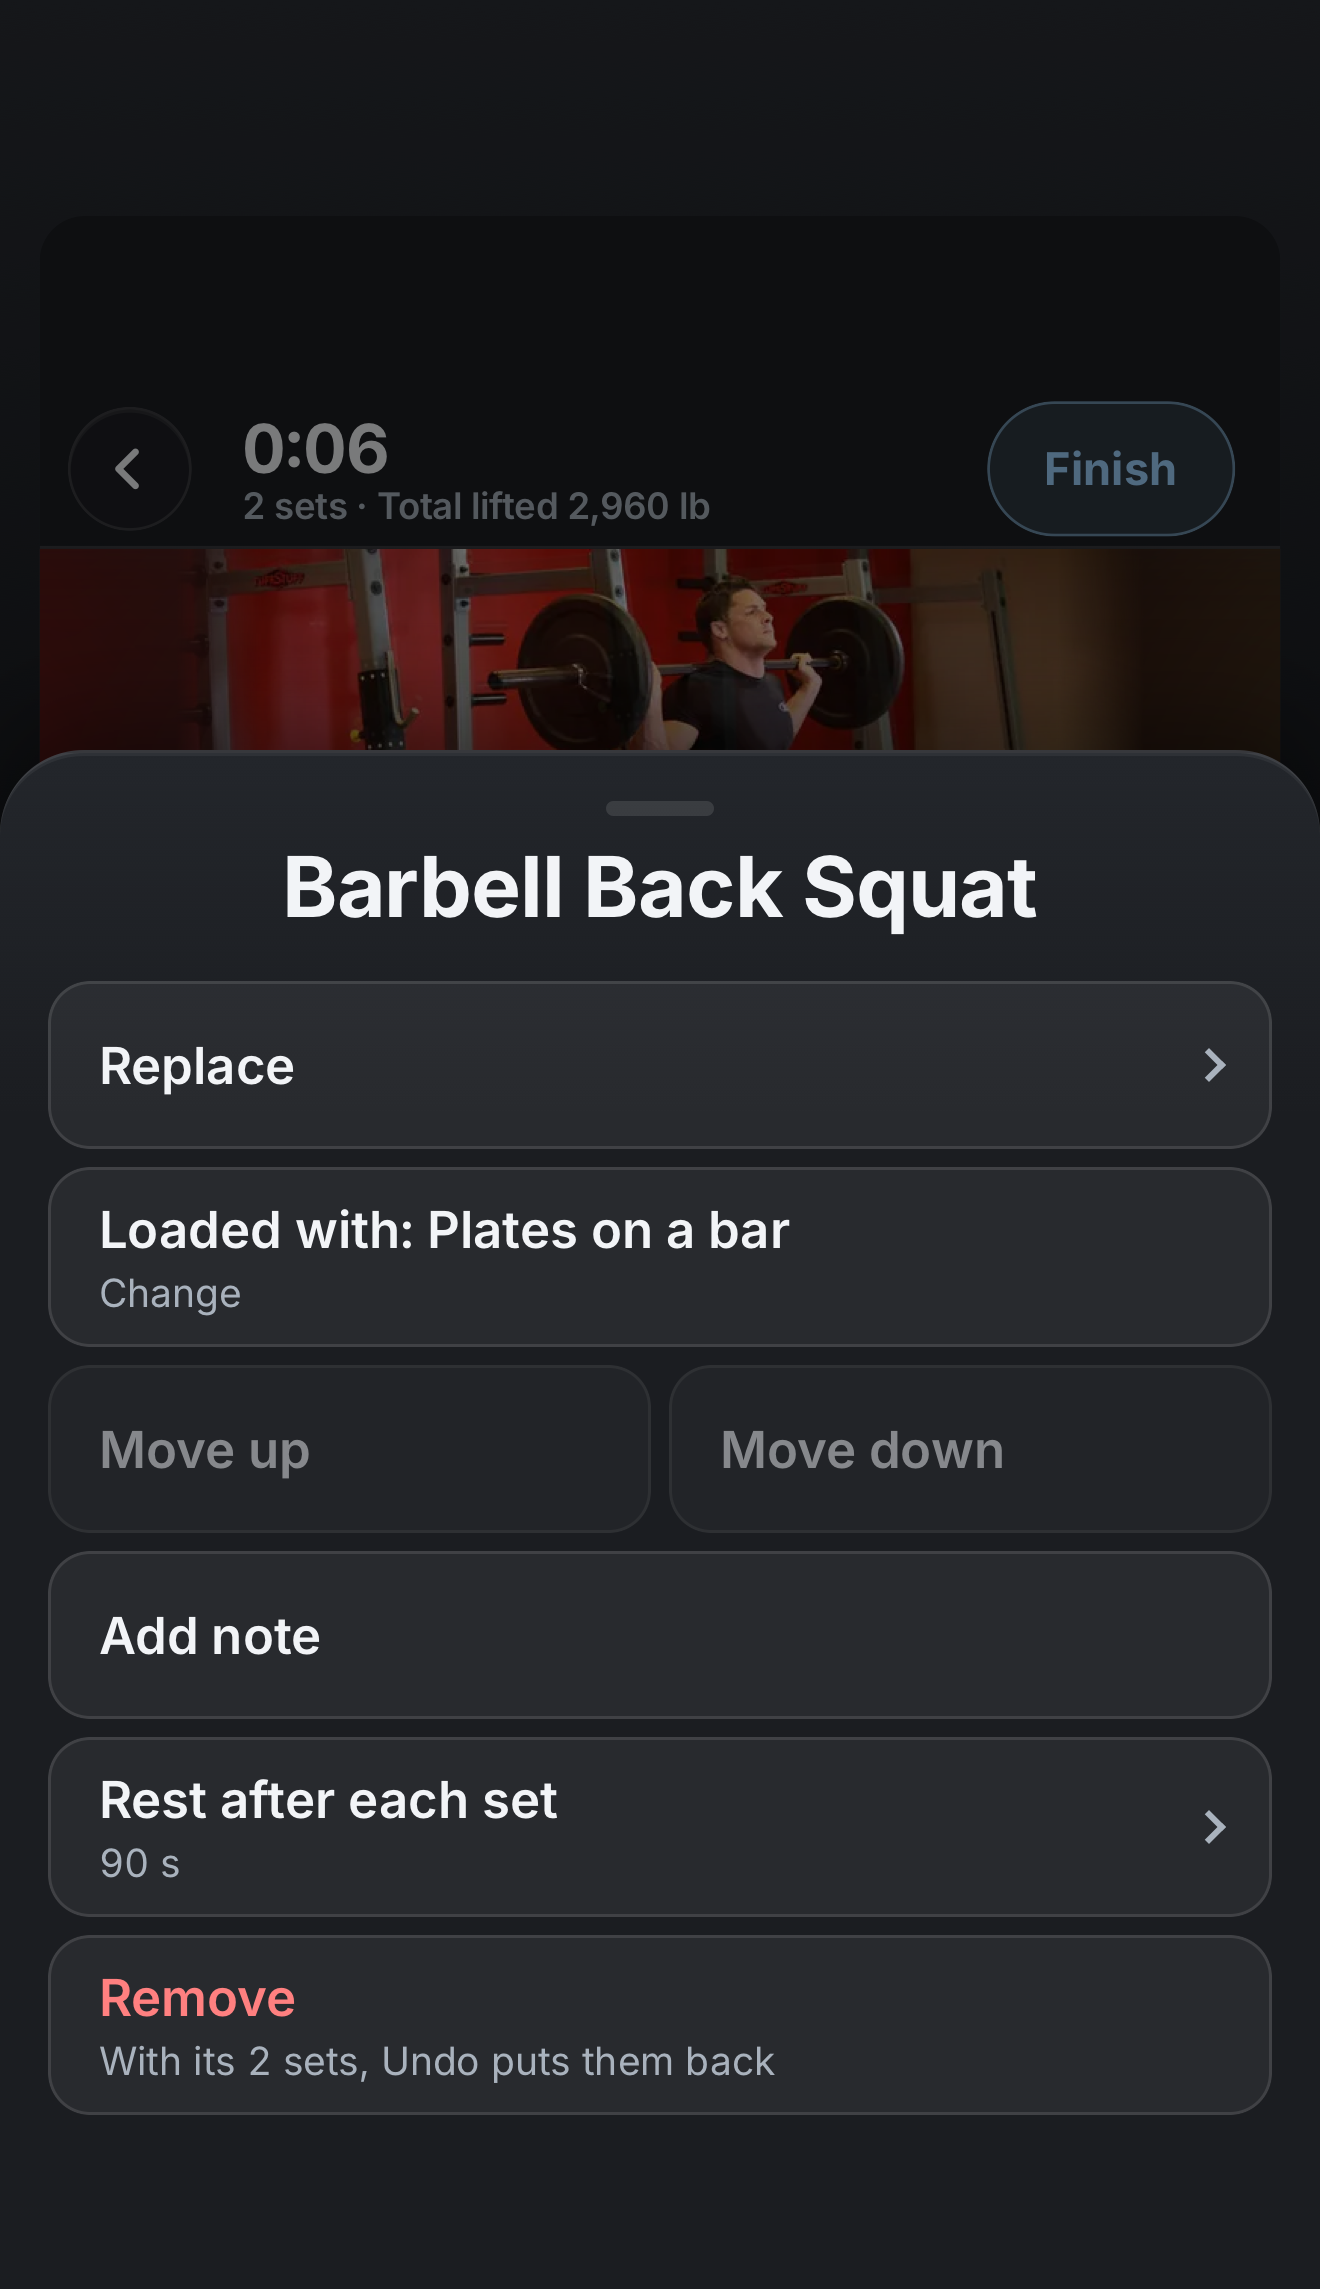 0:06
2 sets · Total lifted 2,960 lb
Finish
Barbell Back Squat
Replace
Loaded with: Plates on a bar
Change
Move up
Move down
Add note
Rest after each set
90 s
Remove
With its 2 sets, Undo puts them back